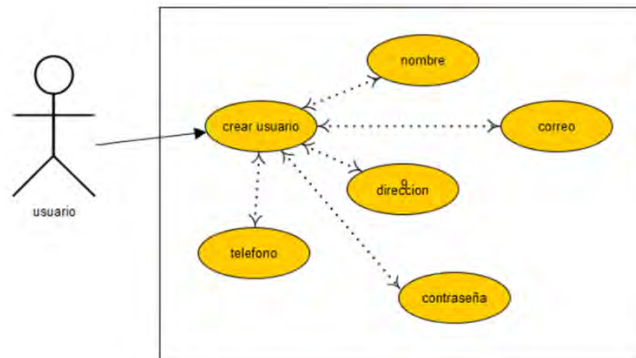 nombre
crear usuario
correo
g
direccion
usuario
telefono
contraseña